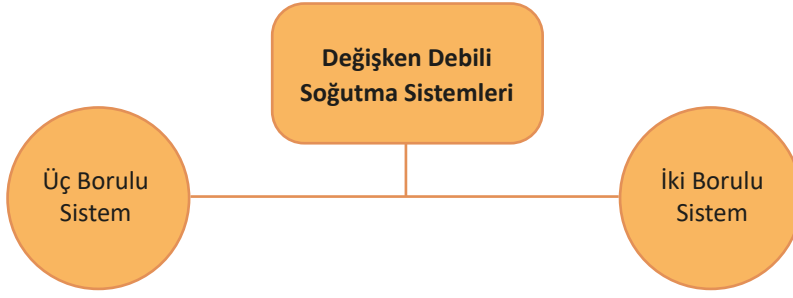 Değişken Debili
Soğutma Sistemleri
Üç Borulu
Sistem
İki Borulu
Sistem